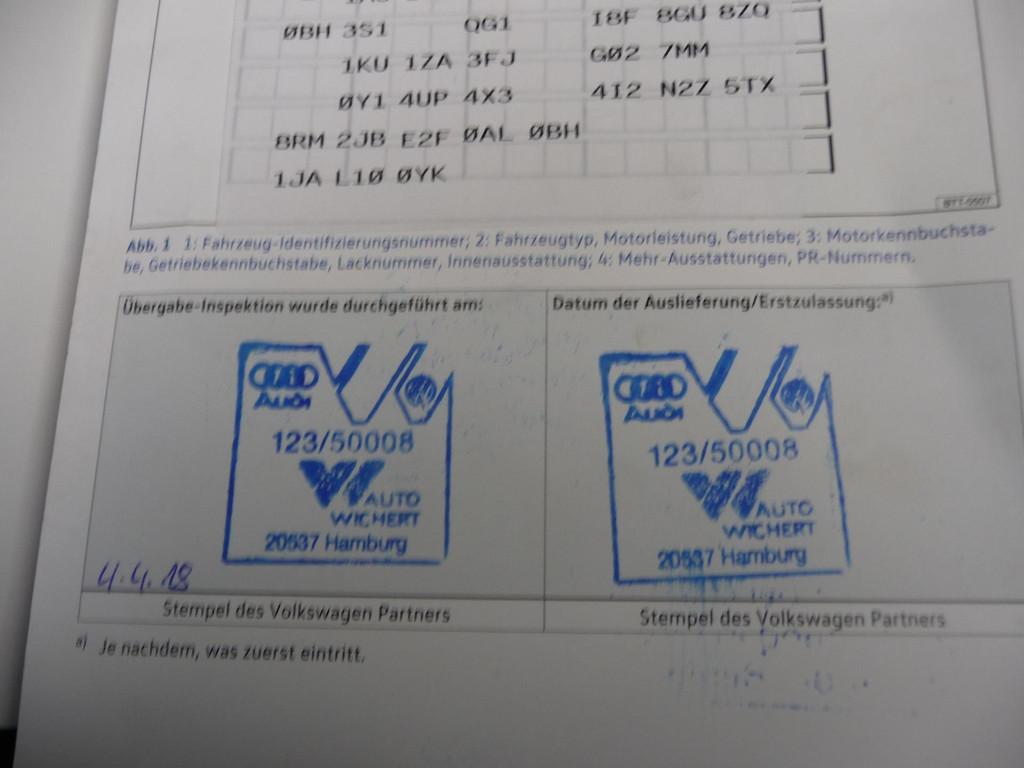 ØBH 3S1 QG1 I8F 8GU 8ZQ
1KU 1ZA 3FJ GØ2 7MM
ØY1 4UP 4X3 4I2 N2Z 5TX
8RM 2JB E2F ØAL ØBH
1JA L1Ø ØYK
B7T-0007
Abb. 1 1: Fahrzeug-Identifizierungsnummer; 2: Fahrzeugtyp, Motorleistung, Getriebe; 3: Motorkennbuchsta-
be, Getriebekennbuchstabe, Lacknummer, Innenausstattung; 4: Mehr-Ausstattungen, PR-Nummern.
Übergabe-Inspektion wurde durchgeführt am:
Audi
123/50008
AUTO
WICHERT
20537 Hamburg
4.4.18
Stempel des Volkswagen Partners
Datum der Auslieferung/Erstzulassung:a)
Audi
123/50008
AUTO
WICHERT
20537 Hamburg
Stempel des Volkswagen Partners
a) Je nachdem, was zuerst eintritt.